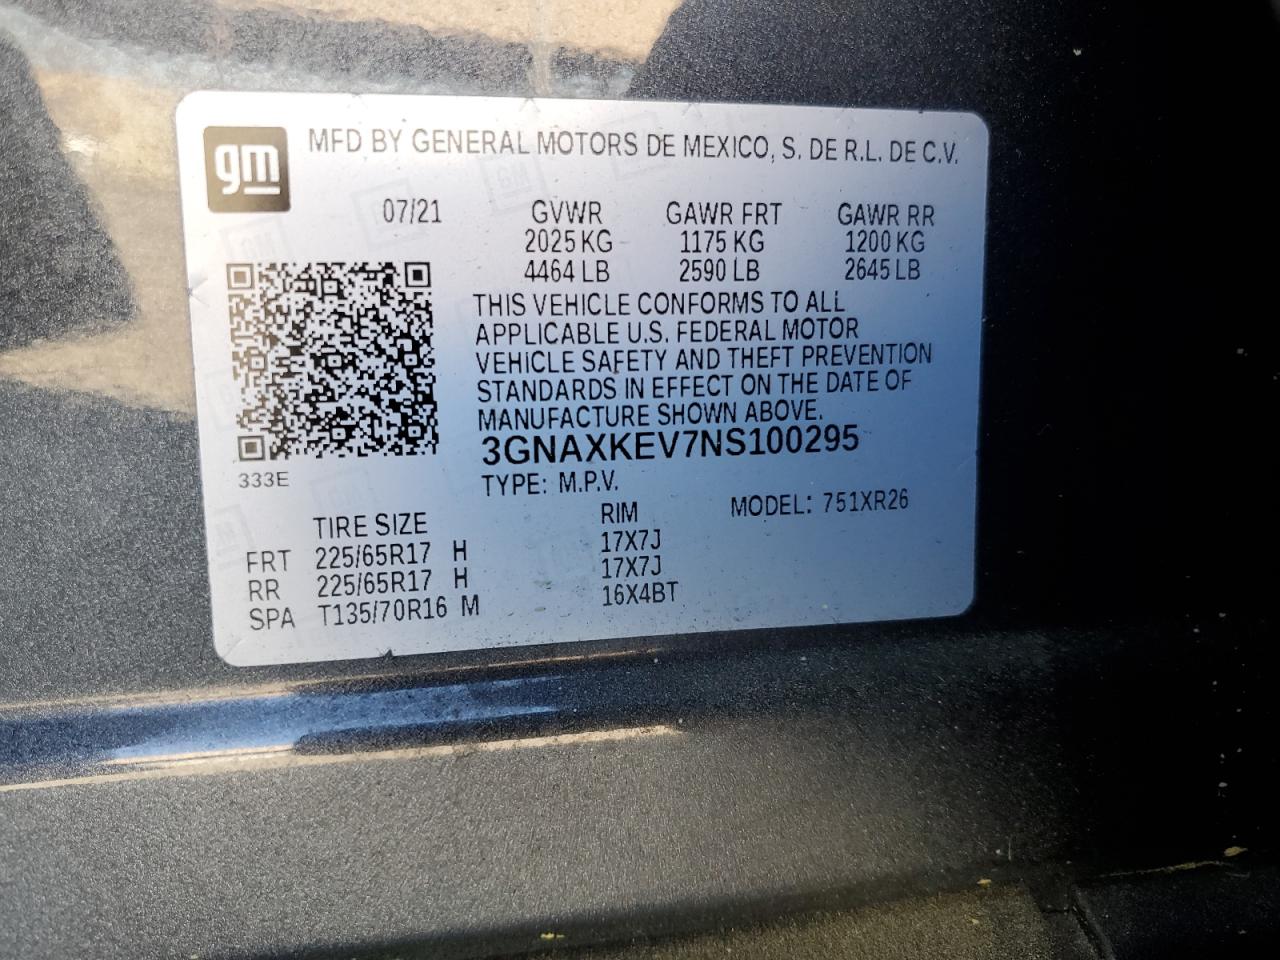 gm
MFD BY GENERAL MOTORS DE MEXICO, S. DE R.L. DE C.V.
07/21 GVWR GAWR FRT GAWR RR
2025 KG 1175 KG 1200 KG
4464 LB 2590 LB 2645 LB
THIS VEHICLE CONFORMS TO ALL
APPLICABLE U.S. FEDERAL MOTOR
VEHICLE SAFETY AND THEFT PREVENTION
STANDARDS IN EFFECT ON THE DATE OF
MANUFACTURE SHOWN ABOVE.
3GNAXKEV7NS100295
333E
TYPE: M.P.V.
MODEL: 751XR26
TIRE SIZE RIM
FRT 225/65R17 H 17X7J
RR 225/65R17 H 17X7J
SPA T135/70R16 M 16X4BT